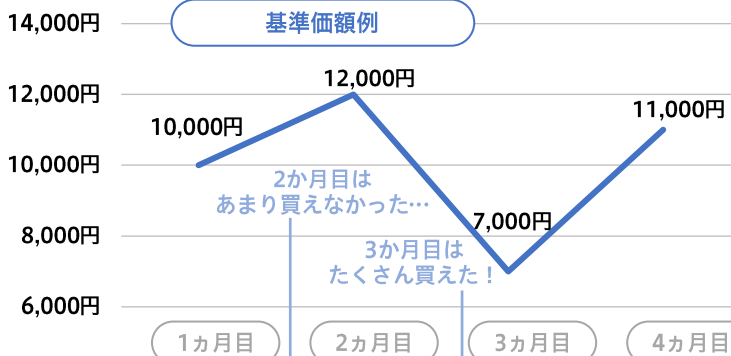 基準価額例
14,000円
12,000円
10,000円
8,000円
6,000円
10,000円
12,000円
7,000円
11,000円
2か月目は
あまり買えなかった…
3か月目は
たくさん買えた！
1ヵ月目
2ヵ月目
3ヵ月目
4ヵ月目